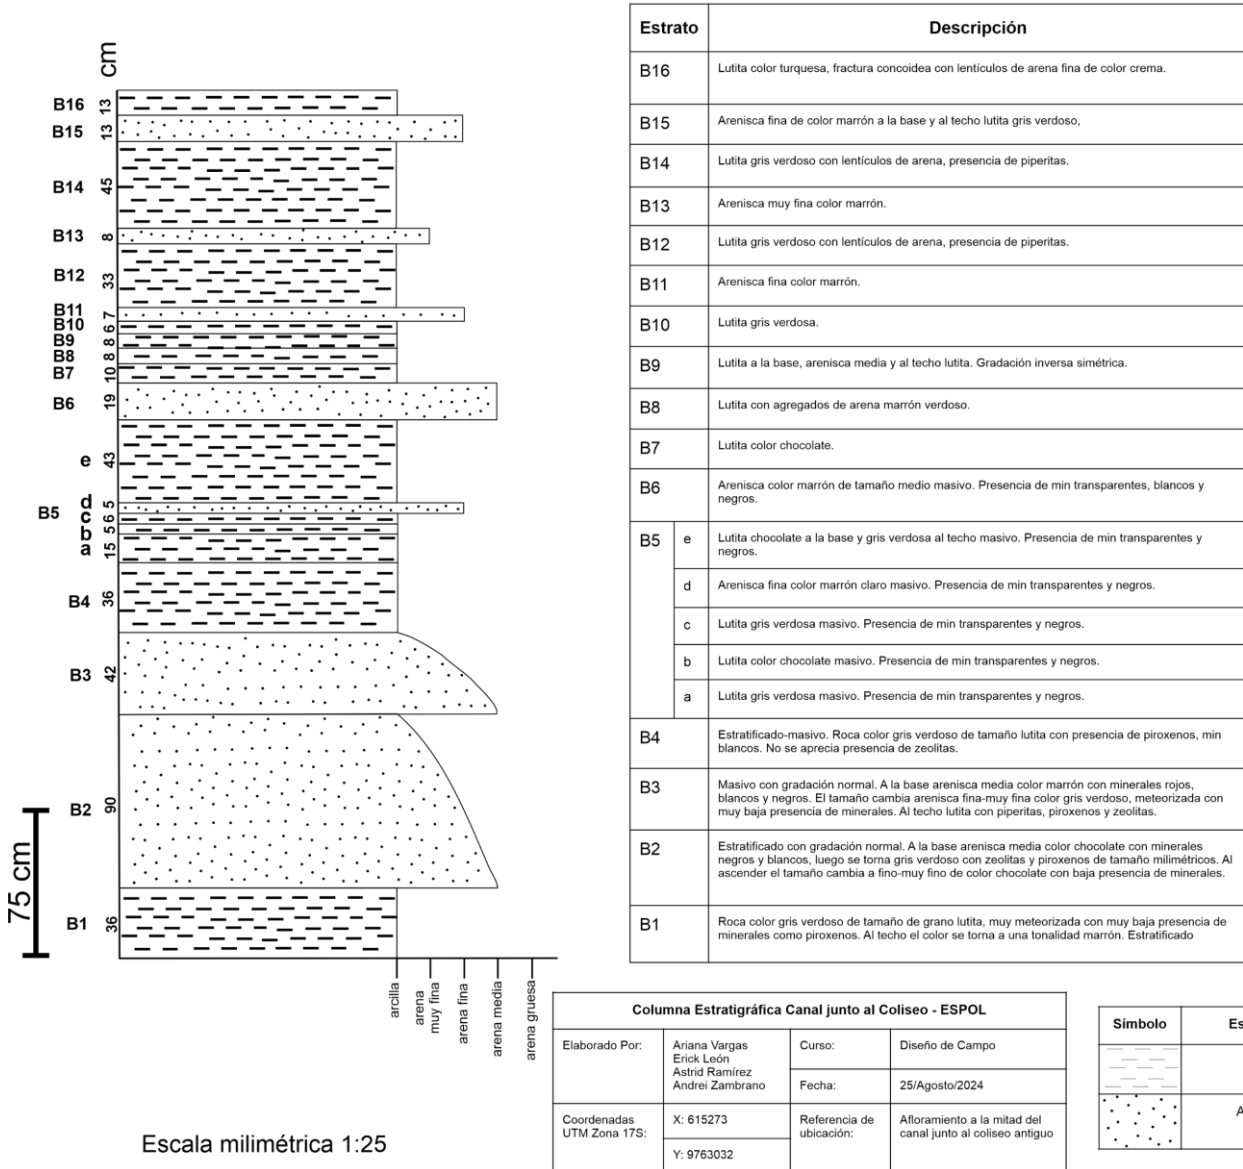 cm
B16 13
B15 13
B14 45
B13 8
B12 33
B11 7
B10 6
B9 8
B8 8
B7 10
B6 19
e 43
d 5
B5
c 6
b 5
a 15
B4 36
B3 42
B2 90
B1 36
75 cm
arcilla
arena
muy fina
arena fina
arena media
arena gruesa
Escala milimétrica 1:25
Estrato Descripción
B16 Lutita color turquesa, fractura concoidea con lentículos de arena fina de color crema.
B15 Arenisca fina de color marrón a la base y al techo lutita gris verdoso,
B14 Lutita gris verdoso con lentículos de arena, presencia de piperitas.
B13 Arenisca muy fina color marrón.
B12 Lutita gris verdoso con lentículos de arena, presencia de piperitas.
B11 Arenisca fina color marrón.
B10 Lutita gris verdosa.
B9 Lutita a la base, arenisca media y al techo lutita. Gradación inversa simétrica.
B8 Lutita con agregados de arena marrón verdoso.
B7 Lutita color chocolate.
B6 Arenisca color marrón de tamaño medio masivo. Presencia de min transparentes, blancos y
negros.
B5 e Lutita chocolate a la base y gris verdosa al techo masivo. Presencia de min transparentes y
negros.
d Arenisca fina color marrón claro masivo. Presencia de min transparentes y negros.
c Lutita gris verdosa masivo. Presencia de min transparentes y negros.
b Lutita color chocolate masivo. Presencia de min transparentes y negros.
a Lutita gris verdosa masivo. Presencia de min transparentes y negros.
B4 Estratificado-masivo. Roca color gris verdoso de tamaño lutita con presencia de piroxenos, min
blancos. No se aprecia presencia de zeolitas.
B3 Masivo con gradación normal. A la base arenisca media color marrón con minerales rojos,
blancos y negros. El tamaño cambia arenisca fina-muy fina color gris verdoso, meteorizada con
muy baja presencia de minerales. Al techo lutita con piperitas, piroxenos y zeolitas.
B2 Estratificado con gradación normal. A la base arenisca media color chocolate con minerales
negros y blancos, luego se torna gris verdoso con zeolitas y piroxenos de tamaño milimétricos. Al
ascender el tamaño cambia a fino-muy fino de color chocolate con baja presencia de minerales.
B1 Roca color gris verdoso de tamaño de grano lutita, muy meteorizada con muy baja presencia de
minerales como piroxenos. Al techo el color se torna a una tonalidad marrón. Estratificado
Columna Estratigráfica Canal junto al Coliseo - ESPOL
Elaborado Por: Ariana Vargas
Erick León
Astrid Ramírez
Andrei Zambrano
Curso: Diseño de Campo
Fecha: 25/Agosto/2024
Coordenadas
UTM Zona 17S:
X: 615273
Y: 9763032
Referencia de
ubicación:
Afloramiento a la mitad del
canal junto al coliseo antiguo
Símbolo Es
A